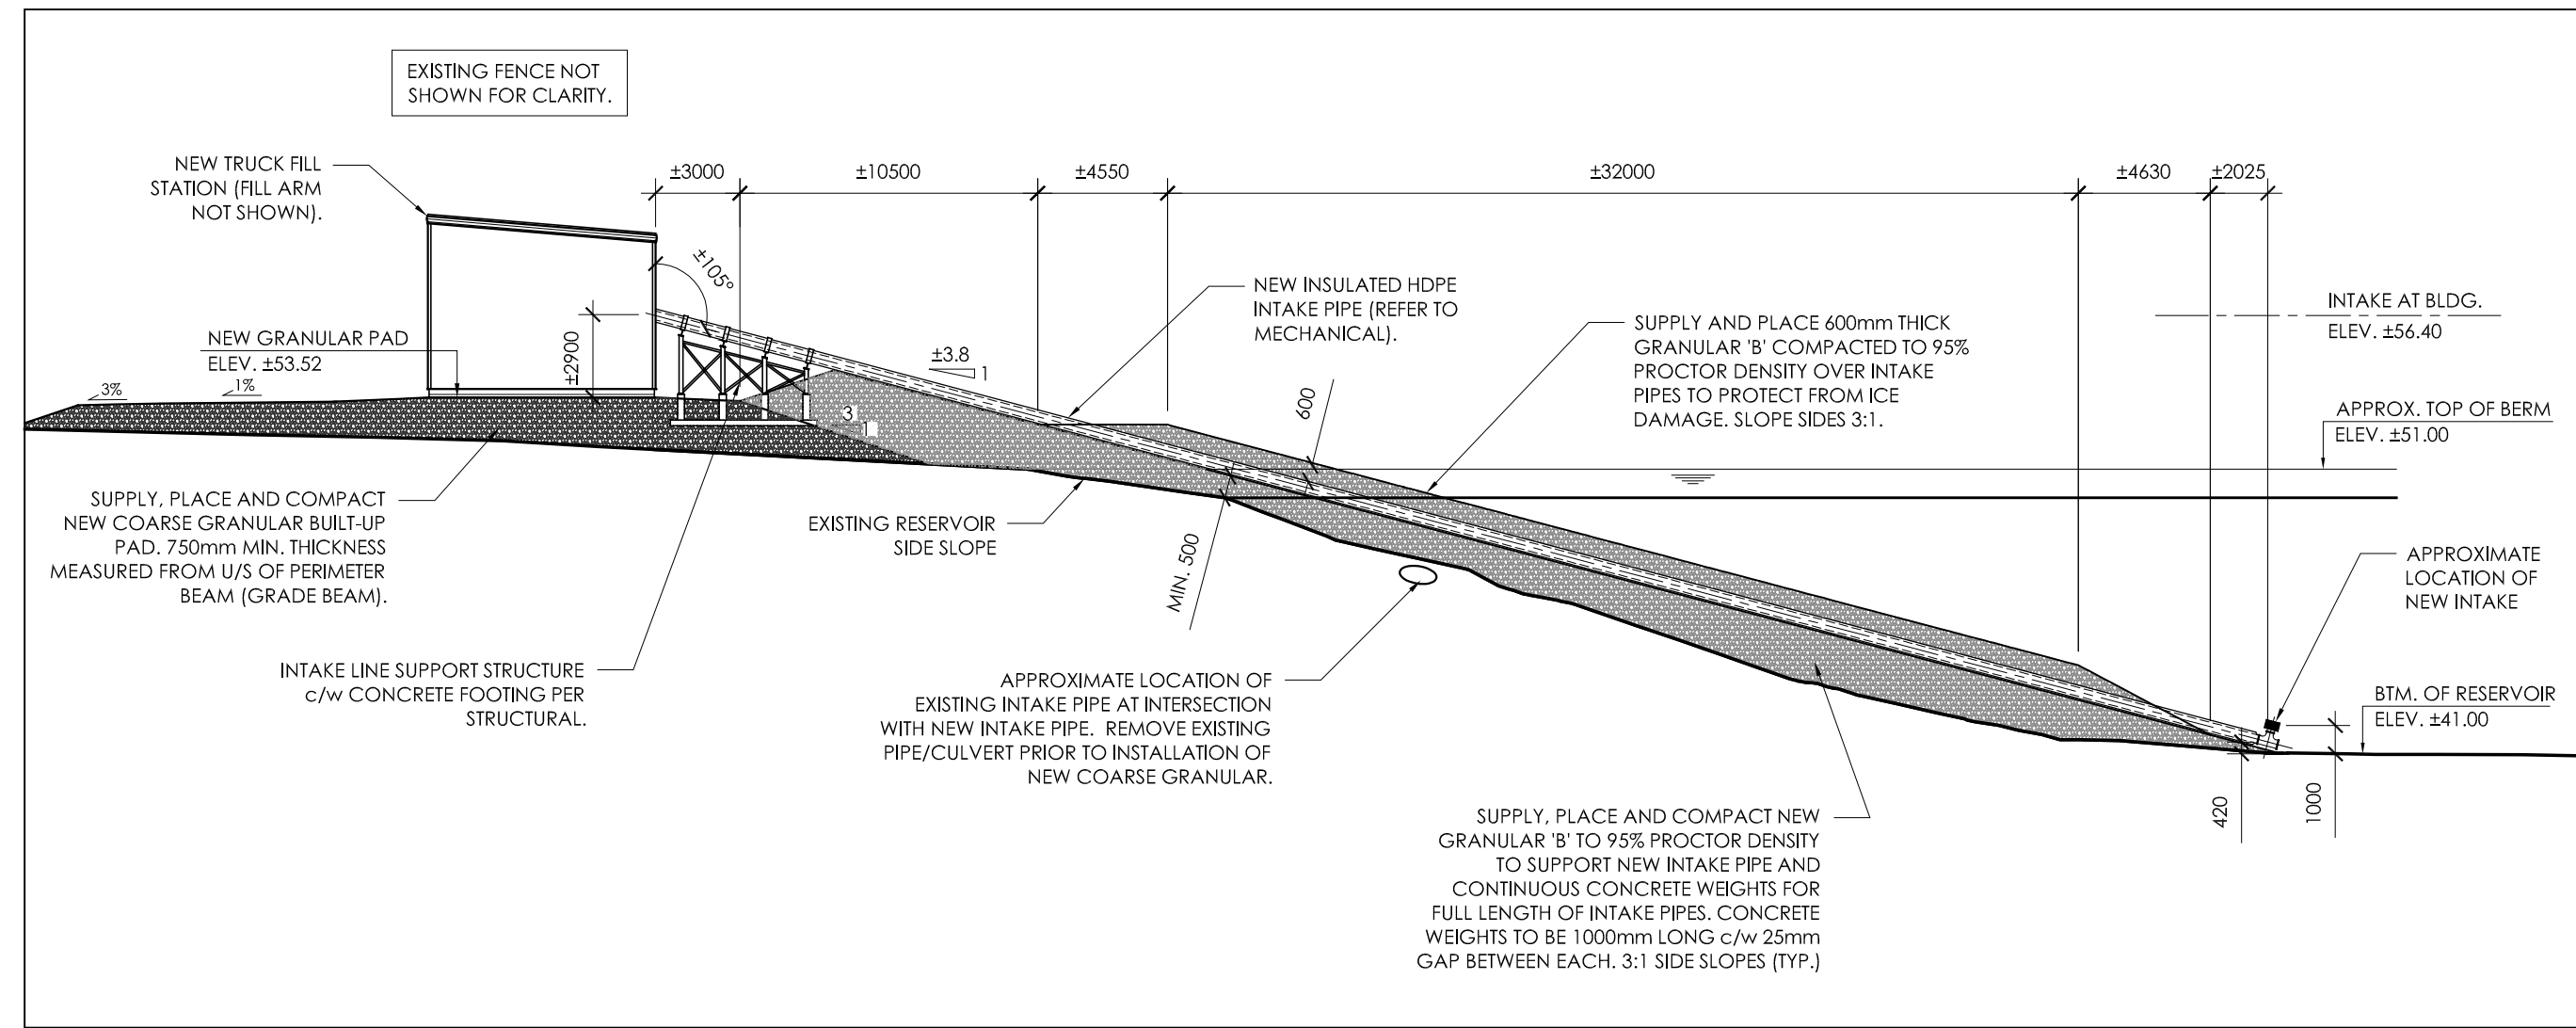 EXISTING FENCE NOT
SHOWN FOR CLARITY.
NEW TRUCK FILL
STATION (FILL ARM
NOT SHOWN).
±3000
±10500
±4550
±32000
±4630
±2025
±105°
NEW GRANULAR PAD
ELEV. ±53.52
3%
1%
±2900
±3.8
1
3
1
NEW INSULATED HDPE
INTAKE PIPE (REFER TO
MECHANICAL).
600
SUPPLY AND PLACE 600mm THICK
GRANULAR 'B' COMPACTED TO 95%
PROCTOR DENSITY OVER INTAKE
PIPES TO PROTECT FROM ICE
DAMAGE. SLOPE SIDES 3:1.
INTAKE AT BLDG.
ELEV. ±56.40
APPROX. TOP OF BERM
ELEV. ±51.00
SUPPLY, PLACE AND COMPACT
NEW COARSE GRANULAR BUILT-UP
PAD. 750mm MIN. THICKNESS
MEASURED FROM U/S OF PERIMETER
BEAM (GRADE BEAM).
EXISTING RESERVOIR
SIDE SLOPE
MIN. 500
APPROXIMATE
LOCATION OF
NEW INTAKE
INTAKE LINE SUPPORT STRUCTURE
c/w CONCRETE FOOTING PER
STRUCTURAL.
APPROXIMATE LOCATION OF
EXISTING INTAKE PIPE AT INTERSECTION
WITH NEW INTAKE PIPE. REMOVE EXISTING
PIPE/CULVERT PRIOR TO INSTALLATION OF
NEW COARSE GRANULAR.
BTM. OF RESERVOIR
ELEV. ±41.00
420
1000
SUPPLY, PLACE AND COMPACT NEW
GRANULAR 'B' TO 95% PROCTOR DENSITY
TO SUPPORT NEW INTAKE PIPE AND
CONTINUOUS CONCRETE WEIGHTS FOR
FULL LENGTH OF INTAKE PIPES. CONCRETE
WEIGHTS TO BE 1000mm LONG c/w 25mm
GAP BETWEEN EACH. 3:1 SIDE SLOPES (TYP.)